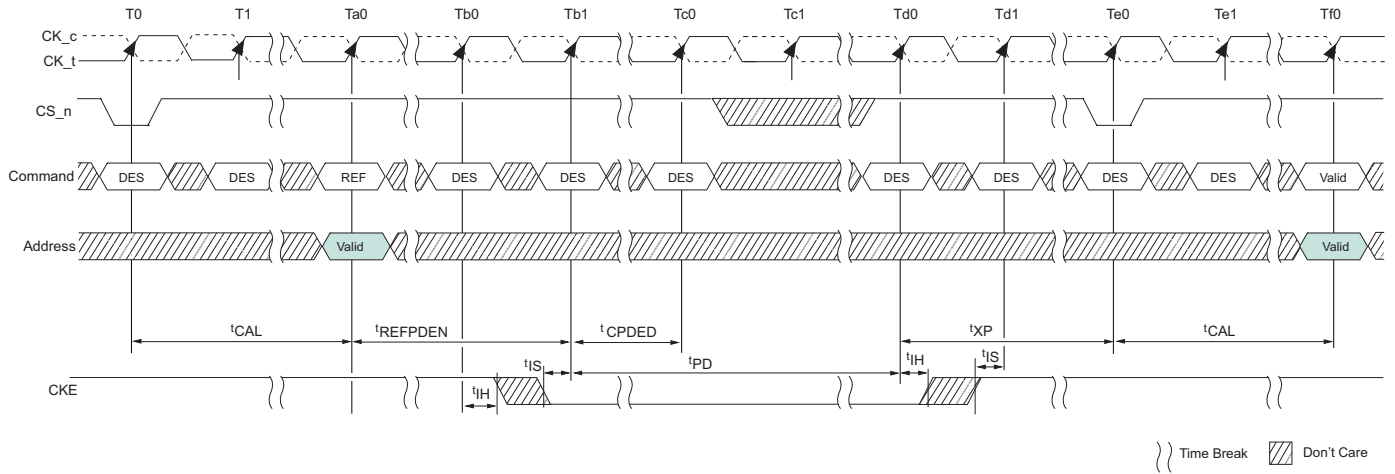 T0 T1 Ta0 Tb0 Tb1 Tc0 Tc1 Td0 Td1 Te0 Te1 Tf0
CK_c
CK_t
CS_n
Command DES DES REF DES DES DES DES DES DES DES Valid
Address Valid Valid
tCAL tREFPDEN tCPDED tXP tCAL
tIS tPD tIH tIS
CKE tIH
Time Break Don't Care